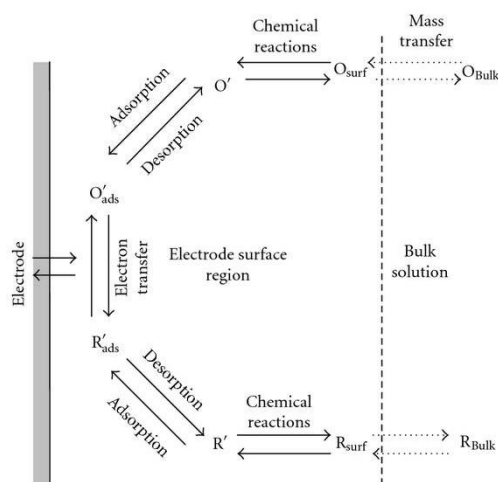 Chemical
reactions
Mass
transfer
O′
O_surf
O_Bulk
Adsorption
Desorption
O′_ads
Electrode
Electron
transfer
Electrode surface
region
Bulk
solution
R′_ads
Desorption
Adsorption
Chemical
reactions
R′
R_surf
R_Bulk